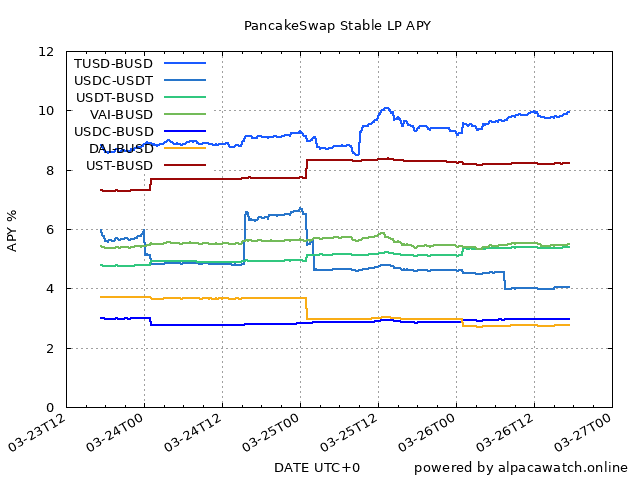 PancakeSwap Stable LP APY
12
10
8
6
4
2
0
APY %
TUSD-BUSD
USDC-USDT
USDT-BUSD
VAI-BUSD
USDC-BUSD
DAI-BUSD
UST-BUSD
03-23T12
03-24T00
03-24T12
03-25T00
03-25T12
03-26T00
03-26T12
03-27T00
DATE UTC+0
powered by alpacawatch.online